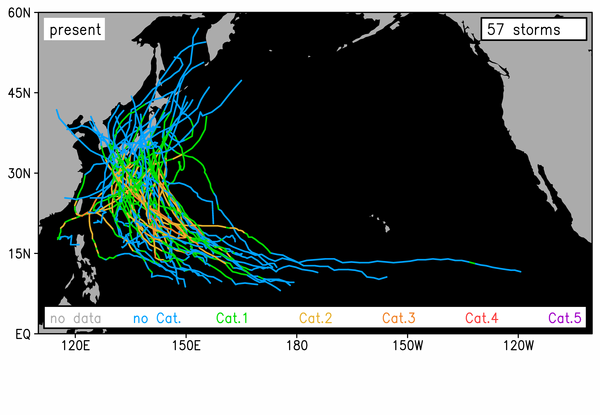 60N
present
57 storms
45N
30N
15N
no data no Cat. Cat.1 Cat.2 Cat.3 Cat.4 Cat.5
EQ
120E 150E 180 150W 120W